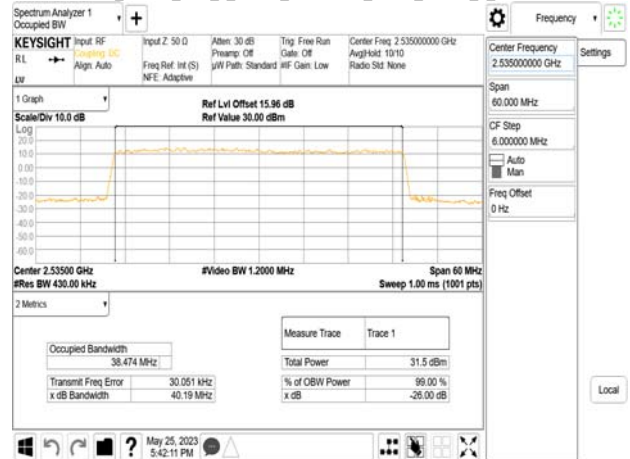 Spectrum Analyzer 1
Occupied BW
+
Frequency
KEYSIGHT
RL
Input: RF
Coupling: DC
Align: Auto
Input Z: 50 Ω
Freq Ref: Int (S)
NFE: Adaptive
Atten: 30 dB
Preamp: Off
µW Path: Standard
Trig: Free Run
Gate: Off
#IF Gain: Low
Center Freq: 2.535000000 GHz
Avg|Hold: 10/10
Radio Std: None
Center Frequency
2.535000000 GHz
Settings
Span
60.000 MHz
CF Step
6.000000 MHz
Auto
Man
Freq Offset
0 Hz
Local
1 Graph
Scale/Div 10.0 dB
Ref Lvl Offset 15.96 dB
Ref Value 30.00 dBm
Log
20.0
10.0
0.00
-10.0
-20.0
-30.0
-40.0
-50.0
-60.0
Center 2.53500 GHz
#Res BW 430.00 kHz
#Video BW 1.2000 MHz
Span 60 MHz
Sweep 1.00 ms (1001 pts)
2 Metrics
Occupied Bandwidth
38.474 MHz
Transmit Freq Error 30.051 kHz
x dB Bandwidth 40.19 MHz
Measure Trace Trace 1
Total Power 31.5 dBm
% of OBW Power 99.00 %
x dB -26.00 dB
?
May 25, 2023
5:42:11 PM